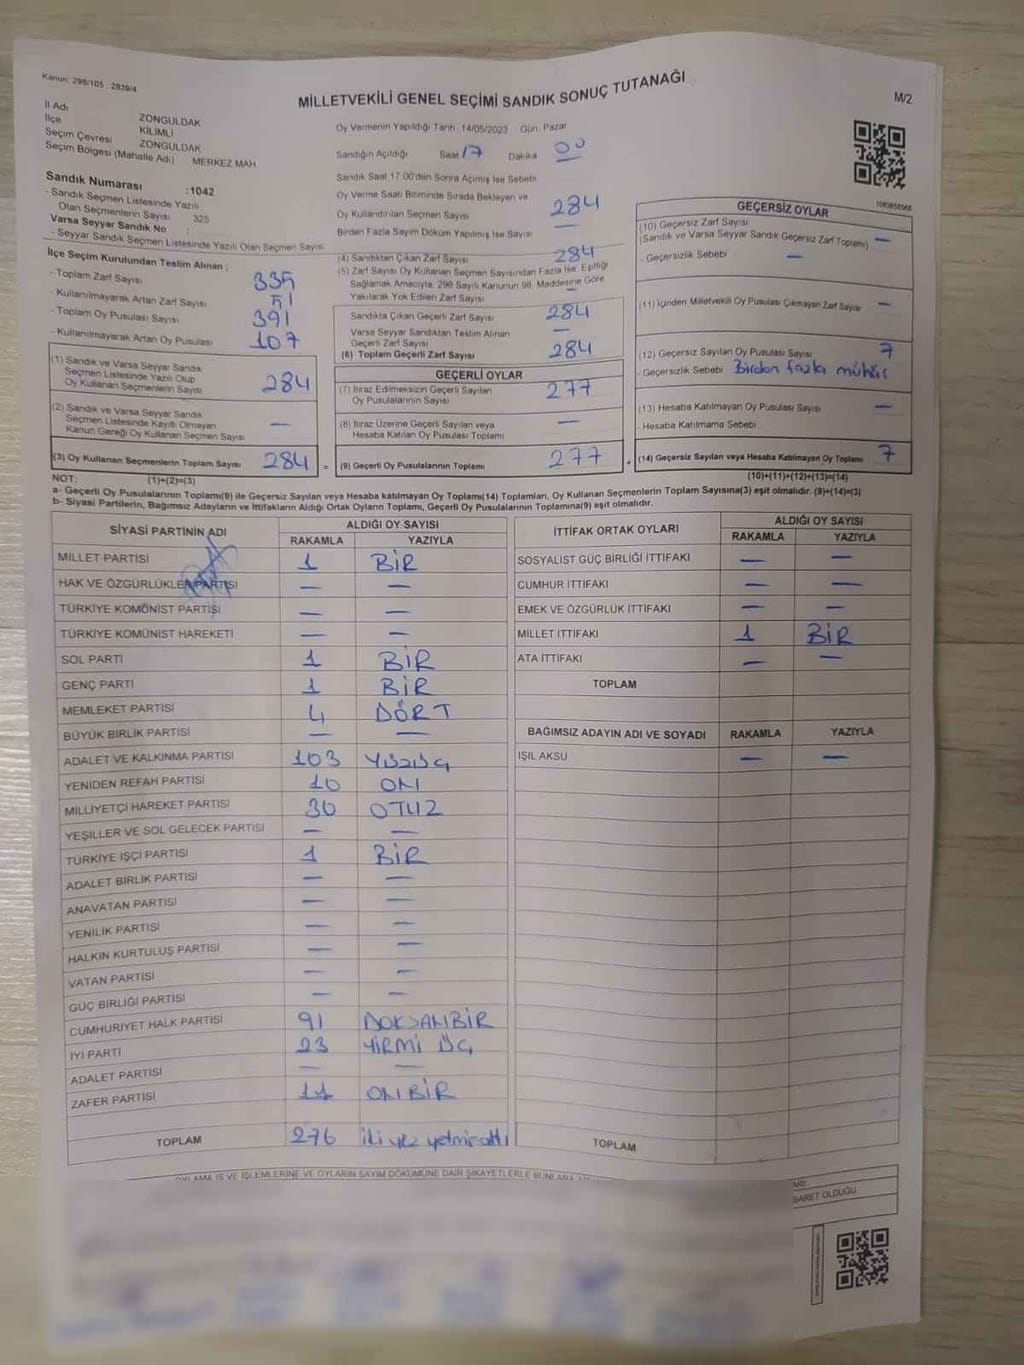 Kanun: 298/105 , 2839/4
MİLLETVEKİLİ GENEL SEÇİMİ SANDIK SONUÇ TUTANAĞI
M/2
İl Adı ZONGULDAK
İlçe KİLİMLİ
Seçim Çevresi ZONGULDAK
Seçim Bölgesi (Mahalle Adı) MERKEZ MAH.
Sandık Numarası :1042
- Sandık Seçmen Listesinde Yazılı
Olan Seçmenlerin Sayısı 325
Varsa Seyyar Sandık No :
- Seyyar Sandık Seçmen Listesinde Yazılı Olan Seçmen Sayısı
İlçe Seçim Kurulundan Teslim Alınan :
- Toplam Zarf Sayısı 335
- Kullanılmayarak Artan Zarf Sayısı 51
- Toplam Oy Pusulası Sayısı 391
- Kullanılmayarak Artan Oy Pusulası 107
(1) Sandık ve Varsa Seyyar Sandık
Seçmen Listesinde Yazılı Olup
Oy Kullanan Seçmenlerin Sayısı 284
(2) Sandık ve Varsa Seyyar Sandık
Seçmen Listesinde Kayıtlı Olmayan
Kanun Gereği Oy Kullanan Seçmen Sayısı —
(3) Oy Kullanan Seçmenlerin Toplam Sayısı 284 =
(1)+(2)=(3)
Oy Vermenin Yapıldığı Tarih: 14/05/2023 Gün: Pazar
Sandığın Açıldığı Saat 17 Dakika 00
Sandık Saat 17:00'den Sonra Açılmış İse Sebebi
Oy Verme Saati Bitiminde Sırada Bekleyen ve
Oy Kullandırılan Seçmen Sayısı 284
Birden Fazla Sayım Döküm Yapılmış İse Sayısı —
(4) Sandıktan Çıkan Zarf Sayısı 284
(5) Zarf Sayısı Oy Kullanan Seçmen Sayısından Fazla İse, Eşitliği
Sağlamak Amacıyla, 298 Sayılı Kanunun 98. Maddesine Göre
Yakılarak Yok Edilen Zarf Sayısı —
Sandıkta Çıkan Geçerli Zarf Sayısı 284
Varsa Seyyar Sandıktan Teslim Alınan
Geçerli Zarf Sayısı —
(6) Toplam Geçerli Zarf Sayısı 284
GEÇERLİ OYLAR
(7) İtiraz Edilmeksizin Geçerli Sayılan
Oy Pusulalarının Sayısı 277
(8) İtiraz Üzerine Geçerli Sayılan veya
Hesaba Katılan Oy Pusulası Toplamı —
(9) Geçerli Oy Pusulalarının Toplamı 277 +
1089656568
GEÇERSİZ OYLAR
(10) Geçersiz Zarf Sayısı
(Sandık ve Varsa Seyyar Sandık Geçersiz Zarf Toplamı) —
- Geçersizlik Sebebi —
(11) İçinden Milletvekili Oy Pusulası Çıkmayan Zarf Sayısı —
(12) Geçersiz Sayılan Oy Pusulası Sayısı 7
- Geçersizlik Sebebi Birden fazla mühür
(13) Hesaba Katılmayan Oy Pusulası Sayısı —
- Hesaba Katılmama Sebebi
(14) Geçersiz Sayılan veya Hesaba Katılmayan Oy Toplamı 7
(10)+(11)+(12)+(13)=(14)
NOT:
a- Geçerli Oy Pusulalarının Toplamı(9) ile Geçersiz Sayılan veya Hesaba katılmayan Oy Toplamı(14) Toplamları, Oy Kullanan Seçmenlerin Toplam Sayısına(3) eşit olmalıdır. (9)+(14)=(3)
b- Siyasi Partilerin, Bağımsız Adayların ve İttifakların Aldığı Ortak Oyların Toplamı, Geçerli Oy Pusulalarının Toplamına(9) eşit olmalıdır.
SİYASİ PARTİNİN ADI ALDIĞI OY SAYISI
RAKAMLA YAZIYLA
MİLLET PARTİSİ 1 BİR
HAK VE ÖZGÜRLÜKLER PARTİSİ — —
TÜRKİYE KOMÜNİST PARTİSİ — —
TÜRKİYE KOMÜNİST HAREKETİ — —
SOL PARTİ 1 BİR
GENÇ PARTİ 1 BİR
MEMLEKET PARTİSİ 4 DÖRT
BÜYÜK BİRLİK PARTİSİ — —
ADALET VE KALKINMA PARTİSİ 103 YÜZÜÇ
YENİDEN REFAH PARTİSİ 10 ON
MİLLİYETÇİ HAREKET PARTİSİ 30 OTUZ
YEŞİLLER VE SOL GELECEK PARTİSİ — —
TÜRKİYE İŞÇİ PARTİSİ 1 BİR
ADALET BİRLİK PARTİSİ — —
ANAVATAN PARTİSİ — —
YENİLİK PARTİSİ — —
HALKIN KURTULUŞ PARTİSİ — —
VATAN PARTİSİ — —
GÜÇ BİRLİĞİ PARTİSİ — —
CUMHURİYET HALK PARTİSİ 91 DOKSANBİR
İYİ PARTİ 23 YİRMİ ÜÇ
ADALET PARTİSİ — —
ZAFER PARTİSİ 11 ONBİR
TOPLAM 276 iki yüz yetmiraltı
İTTİFAK ORTAK OYLARI ALDIĞI OY SAYISI
RAKAMLA YAZIYLA
SOSYALİST GÜÇ BİRLİĞİ İTTİFAKI — —
CUMHUR İTTİFAKI — —
EMEK VE ÖZGÜRLÜK İTTİFAKI — —
MİLLET İTTİFAKI 1 BİR
ATA İTTİFAKI — —
TOPLAM
BAĞIMSIZ ADAYIN ADI VE SOYADI RAKAMLA YAZIYLA
IŞIL AKSU — —
TOPLAM
OYLAMA İŞ VE İŞLEMLERİNE VE OYLARIN SAYIM DÖKÜMÜNE DAİR ŞİKAYETLERLE BUNLARA
ARI
BARET OLDUĞU